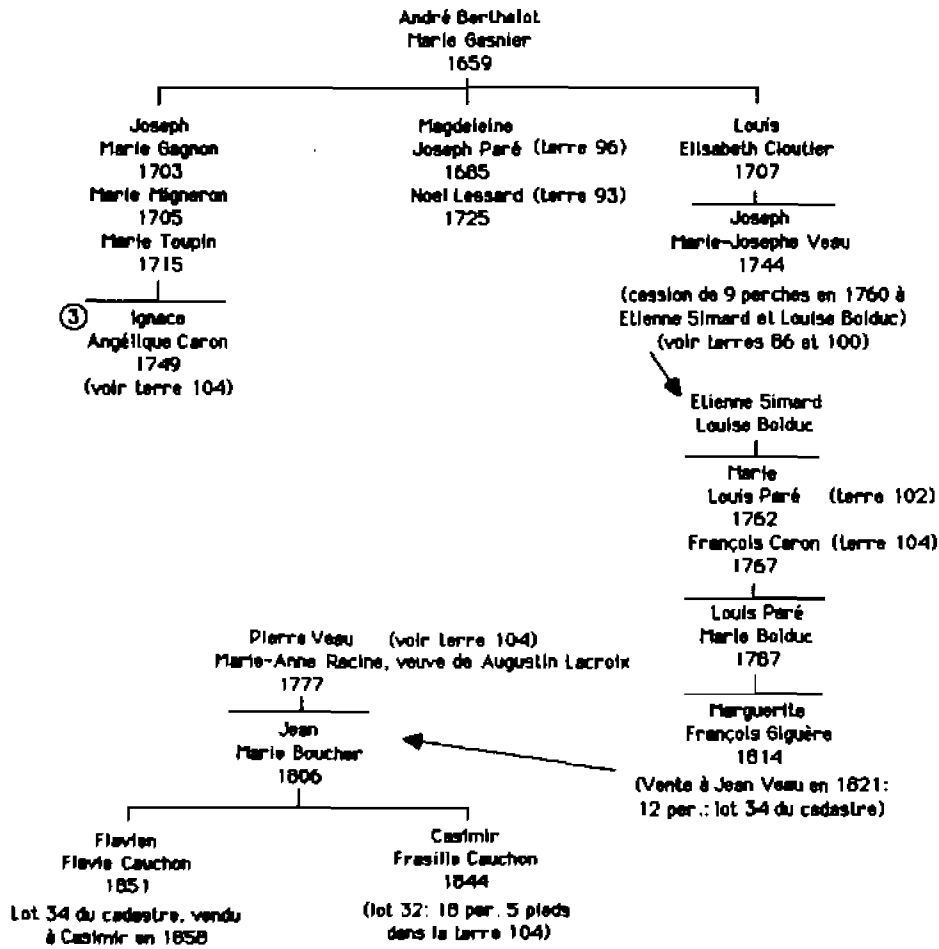 André Berthelot
Marie Gasnier
1659
Joseph
Marie Gagnon
1703
Marie Migneron
1705
Marie Toupin
1715
③ Ignace
Angélique Caron
1749
(voir terre 104)
Magdeleine
Joseph Paré (terre 96)
1685
Noel Lessard (terre 93)
1725
Louis
Elisabeth Cloutier
1707
Joseph
Marie-Josephe Veau
1744
(cession de 9 perches en 1760 à
Etienne Simard et Louise Bolduc)
(voir terres 86 et 100)
Etienne Simard
Louise Bolduc
Marie
Louis Paré (terre 102)
1762
François Caron (terre 104)
1767
Louis Paré
Marie Bolduc
1787
Marguerite
François Giguère
1814
(Vente à Jean Veau en 1821:
12 per.: lot 34 du cadastre)
Pierre Veau (voir terre 104)
Marie-Anne Racine, veuve de Augustin Lacroix
1777
Jean
Marie Boucher
1806
Flavien
Flavie Cauchon
1851
Lot 34 du cadastre, vendu
à Casimir en 1858
Casimir
Frasille Cauchon
1844
(lot 32: 18 per. 5 pieds
dans la terre 104)